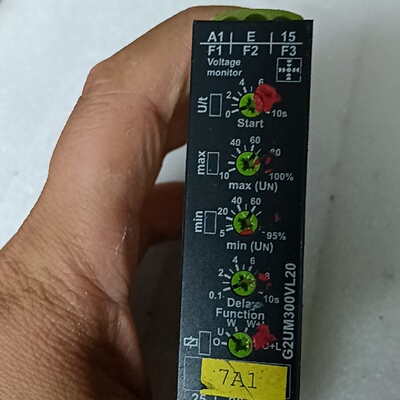 A1 E 15
F1 F2 F3
Voltage
monitor
4 6
U/t 2
0 10s
Start
40 60
max
10 100%
max (UN)
40 60
min 20
5 95%
min (UN)
4 6
2 8
0.1 10s
Delay
Function
W
U
O +L
G2UM300VL20
7A1